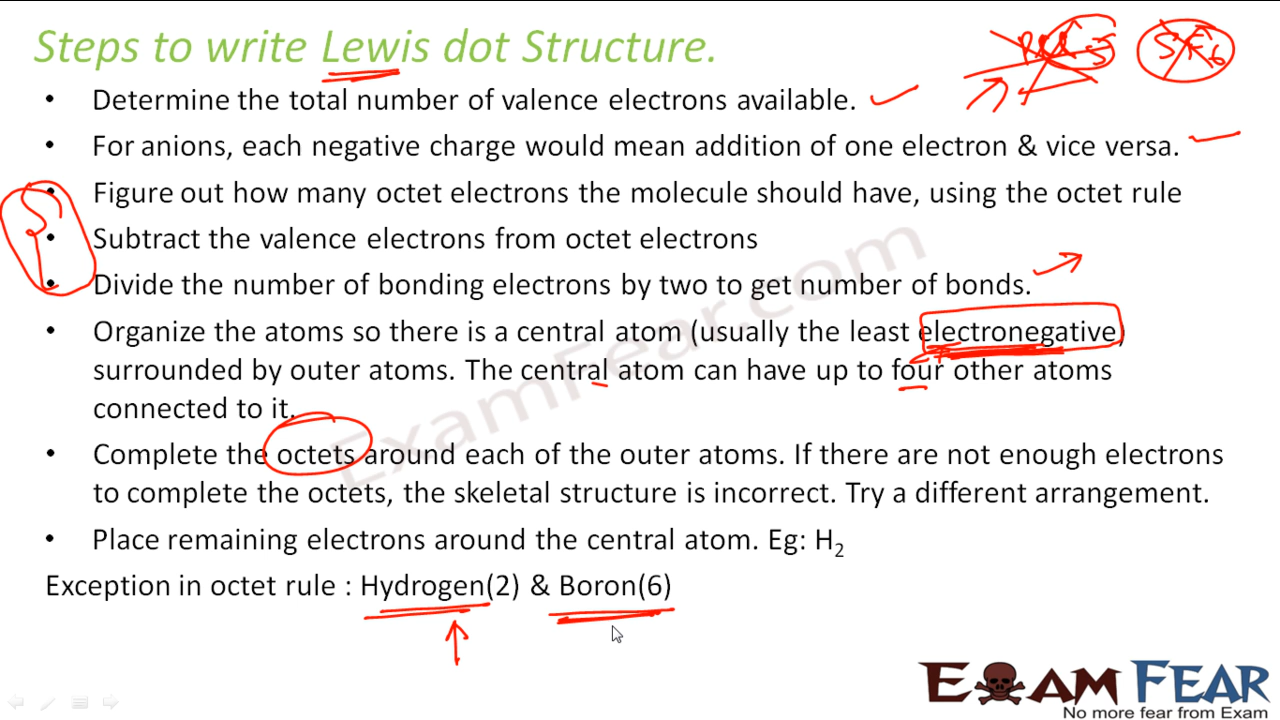 Steps to write Lewis dot Structure.
SF6
• Determine the total number of valence electrons available.
• For anions, each negative charge would mean addition of one electron & vice versa.
• Figure out how many octet electrons the molecule should have, using the octet rule
• Subtract the valence electrons from octet electrons
• Divide the number of bonding electrons by two to get number of bonds.
• Organize the atoms so there is a central atom (usually the least electronegative)
surrounded by outer atoms. The central atom can have up to four other atoms
connected to it.
• Complete the octets around each of the outer atoms. If there are not enough electrons
to complete the octets, the skeletal structure is incorrect. Try a different arrangement.
• Place remaining electrons around the central atom. Eg: H2
Exception in octet rule : Hydrogen(2) & Boron(6)
ExamFear.com
EXAM FEAR
No more fear from Exam